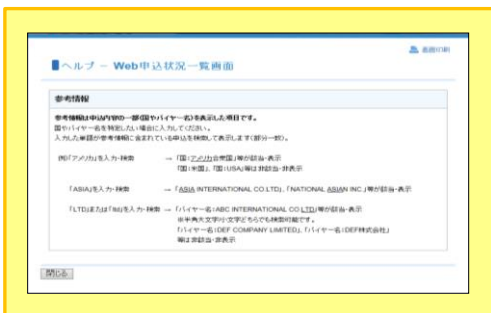 画面印刷
ヘルプ － Web申込状況一覧画面
参考情報
参考情報は申込内容の一部(国やバイヤー名)を表示した項目です。
国やバイヤー名を特定したい場合に入力してください。
入力した単語が参考情報に含まれている申込を検索して表示します(部分一致)。
例)「アメリカ」を入力・検索 → 「国：アメリカ合衆国」等が該当・表示
「国：米国」、「国：USA」等は非該当・非表示
「ASIA」を入力・検索 → 「ASIA INTERNATIONAL CO.LTD」、「NATIONAL ASIAN INC.」等が該当・表示
「LTD」または「ltd」を入力・検索 → 「バイヤー名：ABC INTERNATIONAL CO.LTD」等が該当・表示
※半角大文字/小文字どちらでも検索可能です。
「バイヤー名：DEF COMPANY LIMITED」、「バイヤー名：DEF株式会社」
等は非該当・非表示
閉じる